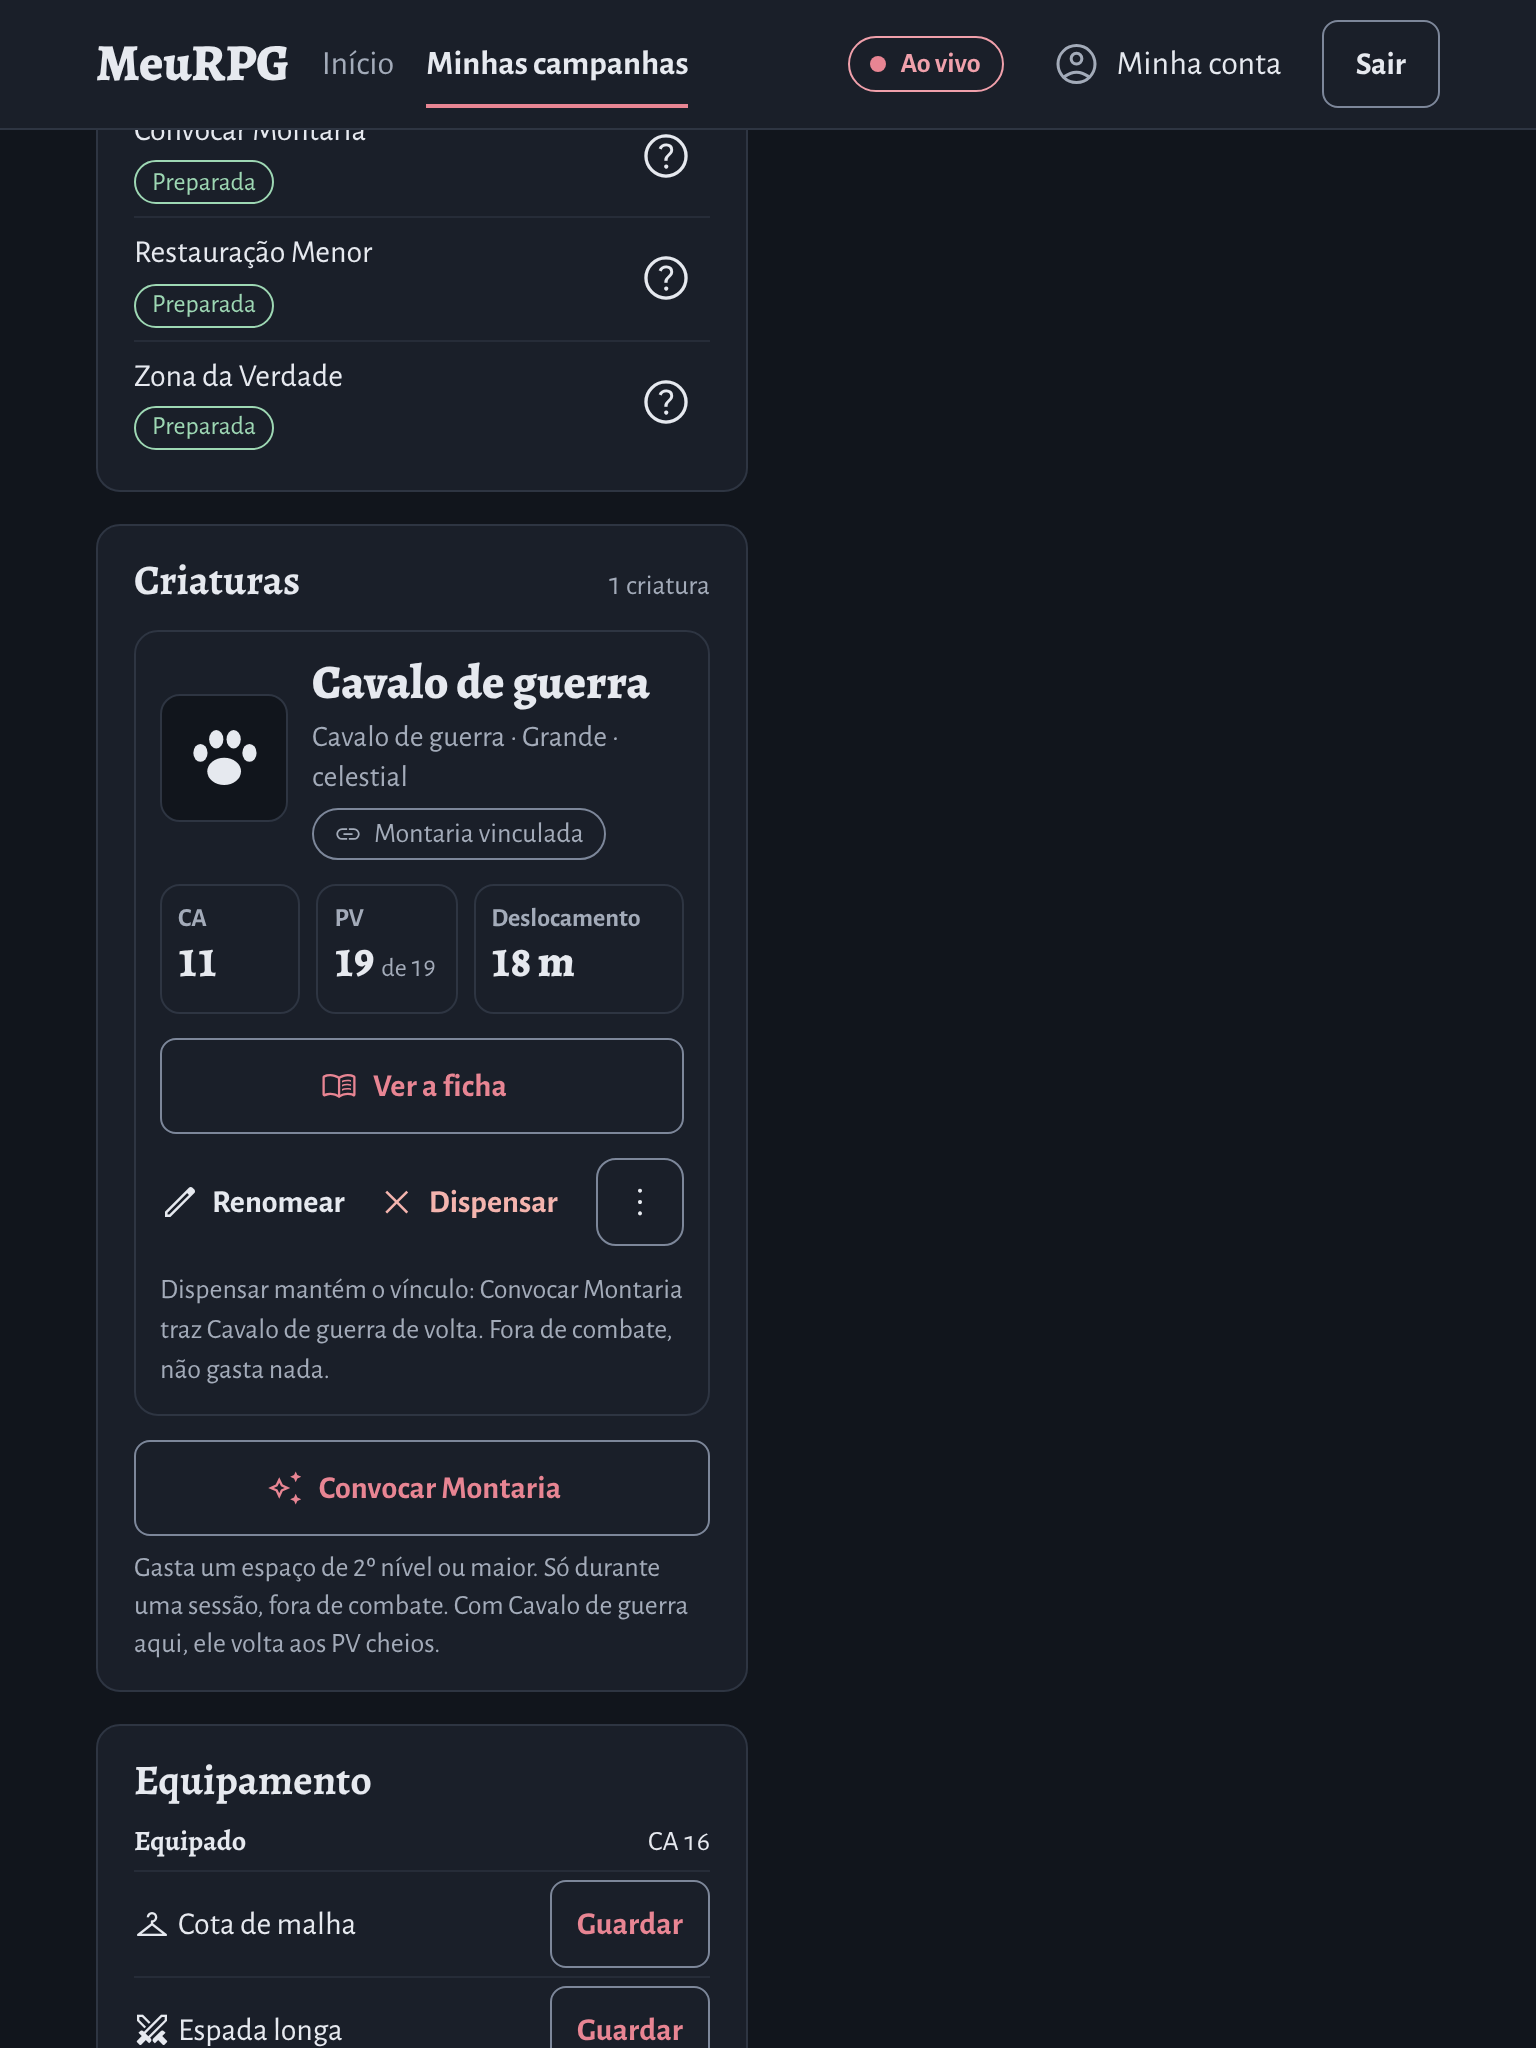 MeuRPG Início Minhas campanhas Ao vivo Minha conta Sair
Convocar Montaria
Preparada
Restauração Menor
Preparada
Zona da Verdade
Preparada
Criaturas 1 criatura
Cavalo de guerra
Cavalo de guerra · Grande ·
celestial
Montaria vinculada
CA PV Deslocamento
11 19 de 19 18 m
Ver a ficha
Renomear Dispensar
Dispensar mantém o vínculo: Convocar Montaria
traz Cavalo de guerra de volta. Fora de combate,
não gasta nada.
Convocar Montaria
Gasta um espaço de 2º nível ou maior. Só durante
uma sessão, fora de combate. Com Cavalo de guerra
aqui, ele volta aos PV cheios.
Equipamento
Equipado CA 16
Cota de malha Guardar
Espada longa Guardar